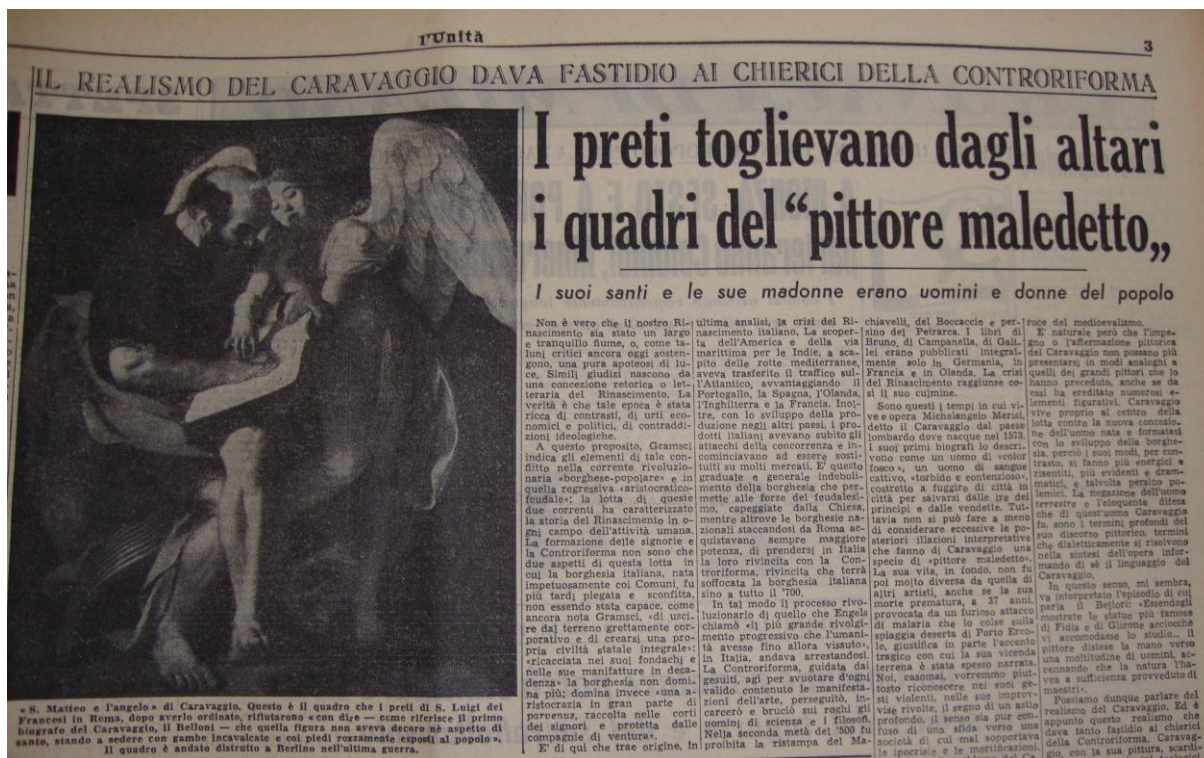 l'Unità
3
IL REALISMO DEL CARAVAGGIO DAVA FASTIDIO AI CHIERICI DELLA CONTRORIFORMA
I preti toglievano dagli altari
i quadri del "pittore maledetto„
I suoi santi e le sue madonne erano uomini e donne del popolo
Non è vero che il nostro Ri-
nascimento sia stato un largo
e tranquillo fiume, o, come ta-
luni critici ancora oggi sosten-
gono, una pura apoteosi di lu-
ce. Simili giudizi nascono da
una concezione retorica o let-
teraria del Rinascimento. La
verità è che tale epoca è stata
ricca di contrasti, di urti eco-
nomici e politici, di contraddi-
zioni ideologiche.
A questo proposito, Gramsci
indica gli elementi di tale con-
flitto nella corrente rivoluzio-
naria «borghese-popolare» e in
quella regressiva «aristocratico-
feudale»: la lotta di queste
due correnti ha caratterizzato
la storia del Rinascimento in o-
gni campo dell'attività umana.
La formazione delle signorie e
la Controriforma non sono che
due aspetti di questa lotta in
cui la borghesia italiana, nata
impetuosamente coi Comuni, fu
più tardi piegata e sconfitta,
non essendo stata capace, come
ancora nota Gramsci, «di usci-
re dal terreno grettamente cor-
porativo e di crearsi una pro-
pria civiltà statale integrale»:
«ricacciata nei suoi fondachi e
nelle sue manifatture in deca-
denza» la borghesia non domi-
na più; domina invece «una a-
ristocrazia in gran parte di
parvenza, raccolta nelle corti
dei signori e protetta dalle
compagnie di ventura».
E' di qui che trae origine, in
ultima analisi, la crisi del Ri-
nascimento italiano. La scoper-
ta dell'America e della via
marittima per le Indie, a sca-
pito delle rotte mediterranee,
aveva trasferito il traffico sul-
l'Atlantico, avvantaggiando il
Portogallo, la Spagna, l'Olanda,
l'Inghilterra e la Francia. Inol-
tre, con lo sviluppo della pro-
duzione negli altri paesi, i pro-
dotti italiani avevano subito gli
attacchi della concorrenza e in-
cominciavano ad essere sosti-
tuiti su molti mercati. E' questo
graduale e generale indeboli-
mento della borghesia che per-
mette alle forze del feudalesi-
mo, capeggiate dalla Chiesa,
mentre altrove le borghesie na-
zionali staccandosi da Roma ac-
quistavano sempre maggiore
potenza, di prendersi in Italia
la loro rivincita con la Con-
troriforma, rivincita che terrà
soffocata la borghesia italiana
sino a tutto il '700.
In tal modo il processo rivo-
luzionario di quello che Engels
chiamò «il più grande rivolgi-
mento progressivo che l'umani-
tà avesse fino allora vissuto»,
in Italia, andava arrestandosi.
La Controriforma, guidata dai
gesuiti, agì per svuotare d'ogni
valido contenuto le manifesta-
zioni dell'arte, perseguitò, in-
carcerò e bruciò sui roghi gli
uomini di scienza e i filosofi.
Nella seconda metà del '500 fu
proibita la ristampa del Ma-
chiavelli, del Boccaccio e per-
sino del Petrarca. I libri di
Bruno, di Campanella, di Gali-
lei erano pubblicati integral-
mente solo in Germania, in
Francia e in Olanda. La crisi
del Rinascimento raggiunse co-
sì il suo culmine.
Sono questi i tempi in cui vi-
ve e opera Michelangelo Merisi,
detto il Caravaggio dal paese
lombardo dove nacque nel 1573.
I suoi primi biografi lo descri-
vono come un uomo di «color
fosco», un uomo di sangue
cattivo, «torbido e contenzioso»,
costretto a fuggire di città in
città per salvarsi dalle ire dei
principi e dalle vendette. Tut-
tavia non si può fare a meno
di considerare eccessive le po-
steriori illazioni interpretative
che fanno di Caravaggio una
specie di «pittore maledetto».
La sua vita, in fondo, non fu
poi molto diversa da quella di
altri artisti, anche se la sua
morte prematura, a 37 anni,
provocata da un furioso attacco
di malaria che lo colse sulla
spiaggia deserta di Porto Erco-
le, giustifica in parte l'accento
tragico con cui la sua vicenda
terrena è stata spesso narrata.
Noi, casomai, vorremmo piut-
tosto riconoscere nei suoi ge-
sti violenti, nelle sue improv-
vise rivolte, il segno di un astio
profondo, il senso sia pur con-
fuso di una sfida verso una
società di cui mal sopportava
le ipocrisie e le mortificazioni.
roce del medioevalismo.
E' naturale però che l'impe-
gno o l'affermazione pittorica
del Caravaggio non possano più
presentarsi in modi analoghi a
quelli dei grandi pittori che lo
hanno preceduto, anche se da
essi ha ereditato numerosi e-
lementi figurativi. Caravaggio
vive proprio al centro della
lotta contro la nuova concezio-
ne dell'uomo nata e formatasi
con lo sviluppo della borghe-
sia, perciò i suoi modi, per con-
trasto, si fanno più energici e
risentiti, più evidenti e dram-
matici, e talvolta persino po-
lemici. La negazione dell'uomo
terrestre e l'eloquente difesa
che di quest'uomo Caravaggio
fa, sono i termini profondi del
suo discorso pittorico, termini
che dialetticamente si risolvono
nella sintesi dell'opera infor-
mando di sè il linguaggio del
Caravaggio.
In questo senso, mi sembra,
va interpretato l'episodio di cui
parla il Bellori: «Essendogli
mostrate le statue più famose
di Fidia e di Glicone acciocché
vi accomodasse lo studio... il
pittore distese la mano verso
una moltitudine di uomini, ac-
cennando che la natura l'ha-
vea a sufficienza provveduto di
maestri».
Possiamo dunque parlare del
realismo del Caravaggio. Ed è
appunto questo realismo che
dava tanto fastidio ai chierici
della Controriforma. Caravag-
gio, con la sua pittura, scardi-
«S. Matteo e l'angelo» di Caravaggio. Questo è il quadro che i preti di S. Luigi dei
Francesi in Roma, dopo averlo ordinato, rifiutarono «con dire — come riferisce il primo
biografo del Caravaggio, il Belloni — che quella figura non aveva decoro nè aspetto di
santo, stando a sedere con gambe incavalcate e coi piedi rozzamente esposti al popolo».
Il quadro è andato distrutto a Berlino nell'ultima guerra.